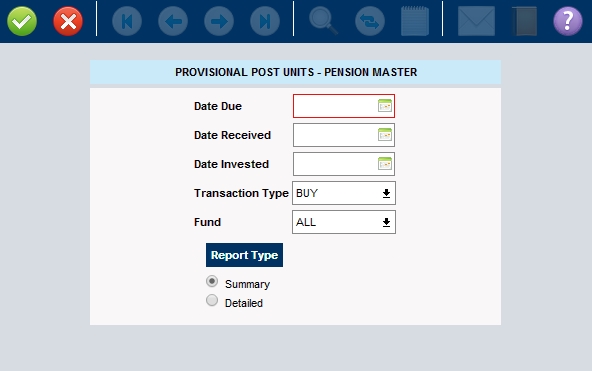 ?
PROVISIONAL POST UNITS - PENSION MASTER
Date Due
Date Received
Date Invested
Transaction Type BUY
Fund ALL
Report Type
Summary
Detailed